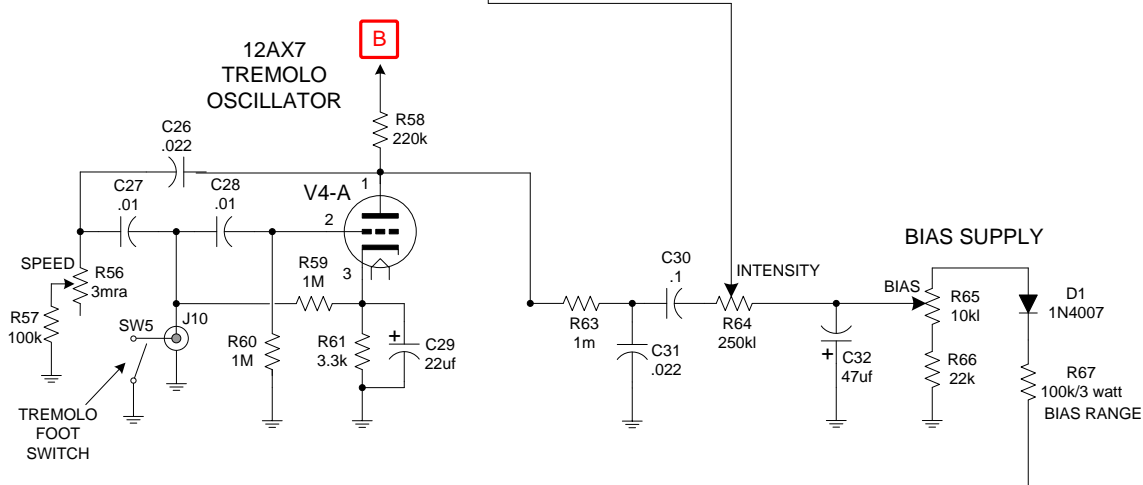 B
12AX7
TREMOLO
OSCILLATOR
R58
220k
C26
.022
C27
.01
C28
.01
V4-A
1
2
3
SPEED
R56
3mra
R57
100k
SW5
J10
R59
1M
R60
1M
R61
3.3k
+
C29
22uf
TREMOLO
FOOT
SWITCH
R63
1m
C31
.022
C30
.1
INTENSITY
R64
250kl
+
C32
47uf
BIAS SUPPLY
BIAS
R65
10kl
R66
22k
D1
1N4007
R67
100k/3 watt
BIAS RANGE